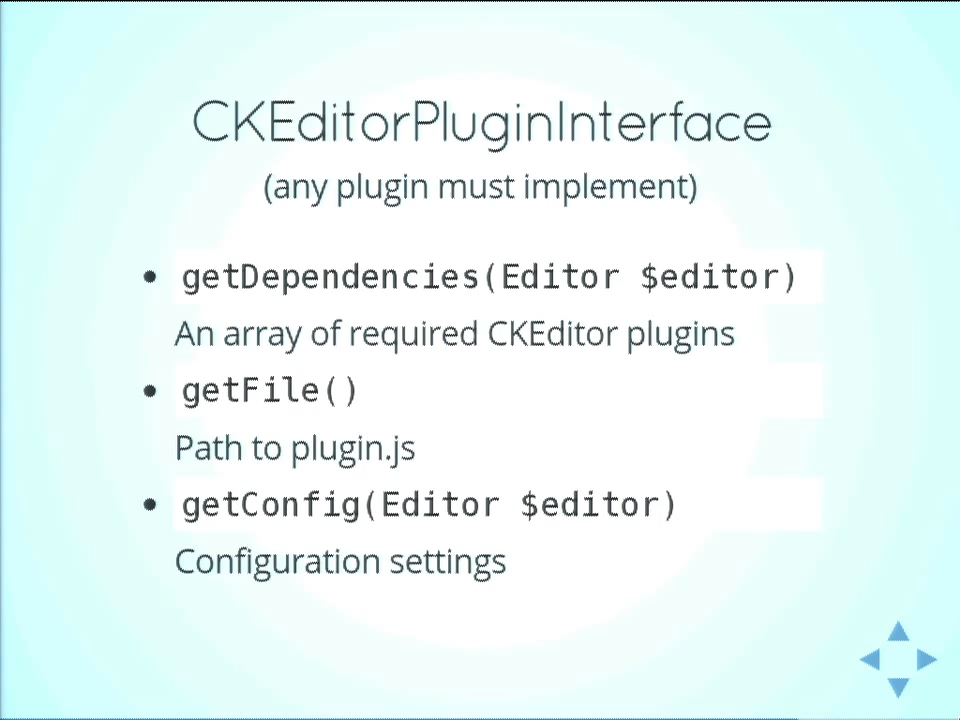 CKEditorPluginInterface
(any plugin must implement)
• getDependencies(Editor $editor)
An array of required CKEditor plugins
• getFile()
Path to plugin.js
• getConfig(Editor $editor)
Configuration settings